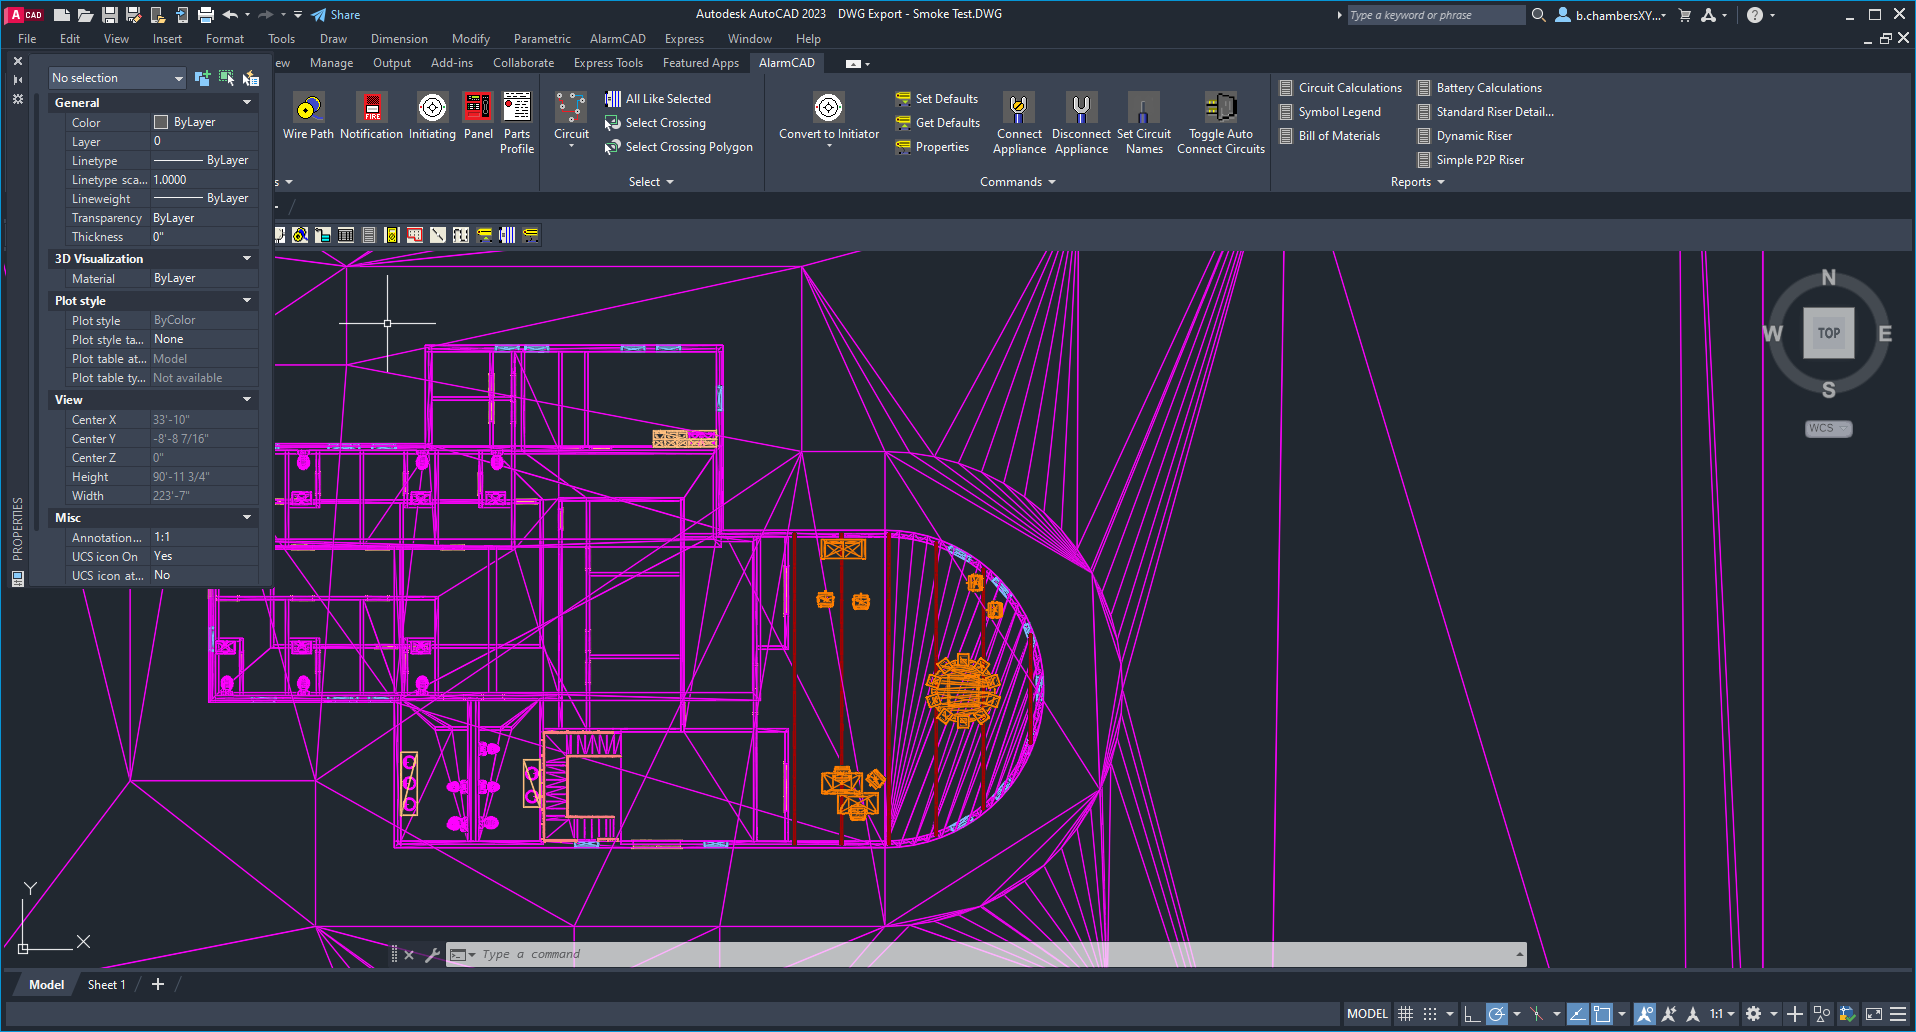 A CAD
Share
Autodesk AutoCAD 2023 DWG Export - Smoke Test.DWG
Type a keyword or phrase
b.chambersXY...
File Edit View Insert Format Tools Draw Dimension Modify Parametric AlarmCAD Express Window Help
ew Manage Output Add-ins Collaborate Express Tools Featured Apps AlarmCAD
No selection
General
Color ByLayer
Layer 0
Linetype ByLayer
Linetype sca... 1.0000
Lineweight ByLayer
Transparency ByLayer
Thickness 0"
3D Visualization
Material ByLayer
Plot style
Plot style ByColor
Plot style ta... None
Plot table at... Model
Plot table ty... Not available
View
Center X 33'-10"
Center Y -8'-8 7/16"
Center Z 0"
Height 90'-11 3/4"
Width 223'-7"
Misc
Annotation... 1:1
UCS icon On Yes
UCS icon at... No
PROPERTIES
Wire Path
FIRE
Notification
Initiating
Panel
Parts
Profile
s
Circuit
All Like Selected
Select Crossing
Select Crossing Polygon
Select
Convert to Initiator
Set Defaults
Get Defaults
Properties
Connect
Appliance
Disconnect
Appliance
Set Circuit
Names
Toggle Auto
Connect Circuits
Commands
Circuit Calculations
Symbol Legend
Bill of Materials
Battery Calculations
Standard Riser Detail...
Dynamic Riser
Simple P2P Riser
Reports
N
W TOP E
S
WCS
Y
X
Type a command
Model Sheet 1
MODEL
1:1